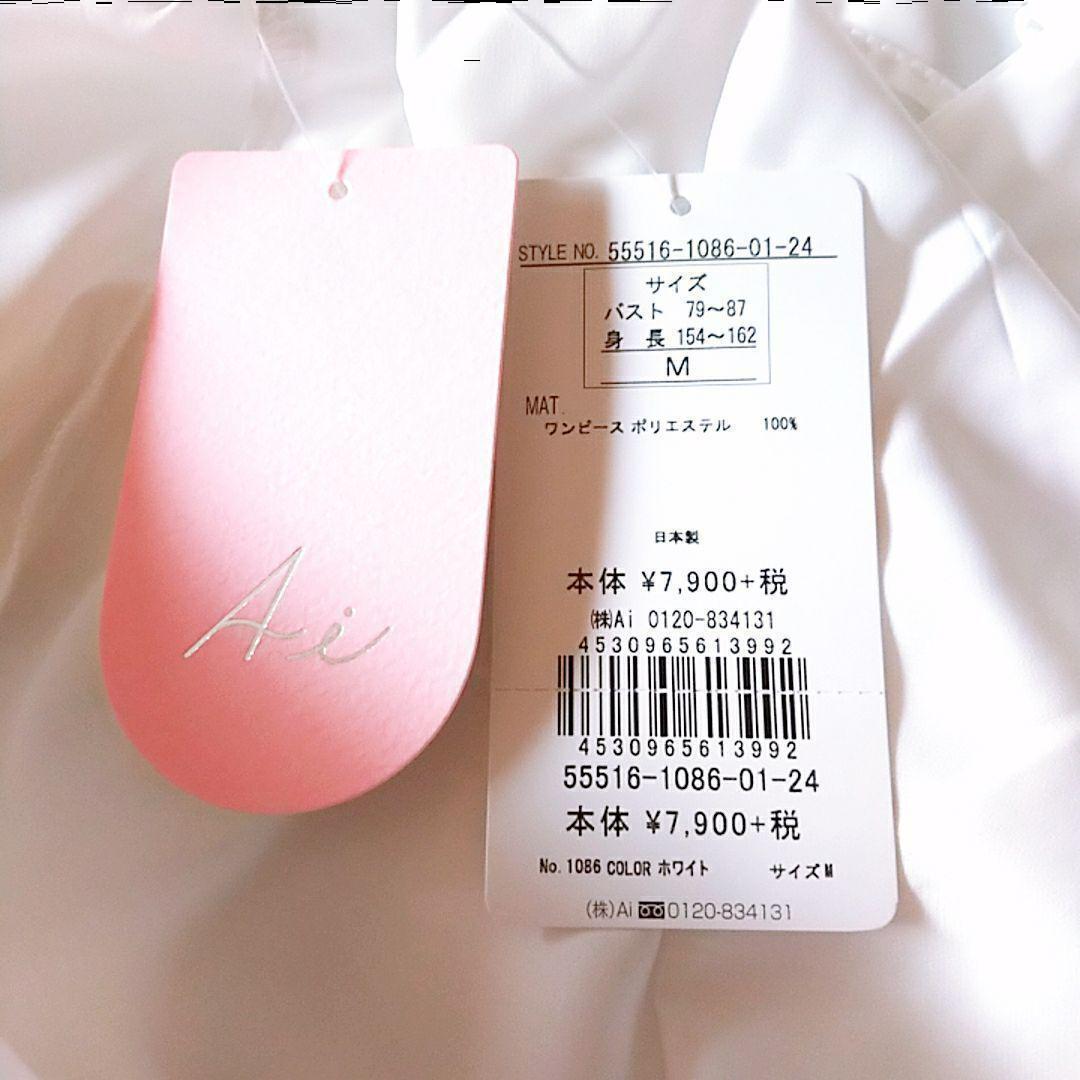 Ai
STYLE NO. 55516-1086-01-24
サイズ
バスト 79〜87
身 長 154〜162
M
MAT.
ワンピース ポリエステル 100%
日本製
本体 ¥7,900+税
㈱Ai 0120-834131
4530965613992
4530965613992
55516-1086-01-24
本体 ¥7,900+税
No. 1086 COLOR ホワイト サイズM
(株)Ai 0120-834131